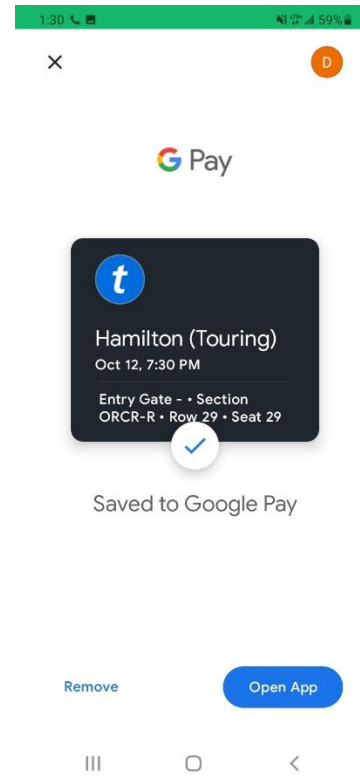 1:30 LTE+ 59%
D
G Pay
t
Hamilton (Touring)
Oct 12, 7:30 PM
Entry Gate - • Section
ORCR-R • Row 29 • Seat 29
Saved to Google Pay
Remove Open App